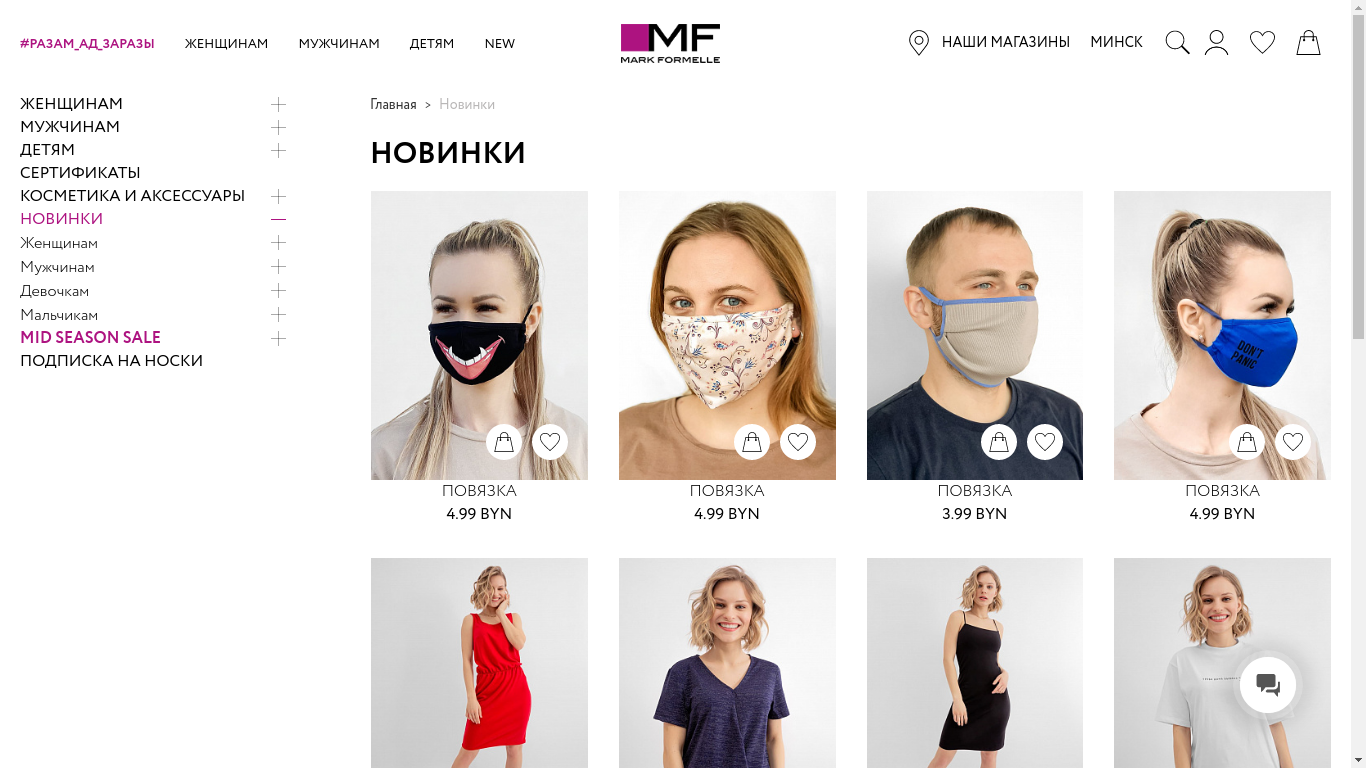 #РАЗАМ_АД_ЗАРАЗЫ ЖЕНЩИНАМ МУЖЧИНАМ ДЕТЯМ NEW
MF
MARK FORMELLE
НАШИ МАГАЗИНЫ МИНСК
ЖЕНЩИНАМ
МУЖЧИНАМ
ДЕТЯМ
СЕРТИФИКАТЫ
КОСМЕТИКА И АКСЕССУАРЫ
НОВИНКИ
Женщинам
Мужчинам
Девочкам
Мальчикам
MID SEASON SALE
ПОДПИСКА НА НОСКИ
Главная > Новинки
НОВИНКИ
DON'T
PANIC
ПОВЯЗКА
4.99 BYN
ПОВЯЗКА
4.99 BYN
ПОВЯЗКА
3.99 BYN
ПОВЯЗКА
4.99 BYN